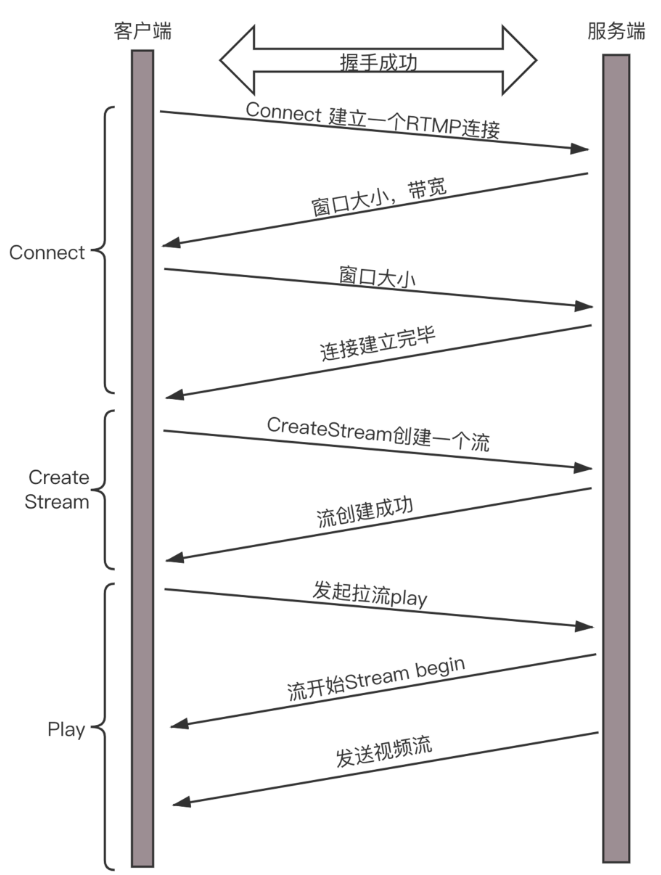 客户端
服务端
握手成功
Connect 建立一个RTMP连接
窗口大小，带宽
Connect
窗口大小
连接建立完毕
CreateStream创建一个流
Create
Stream
流创建成功
发起拉流play
流开始Stream begin
Play
发送视频流